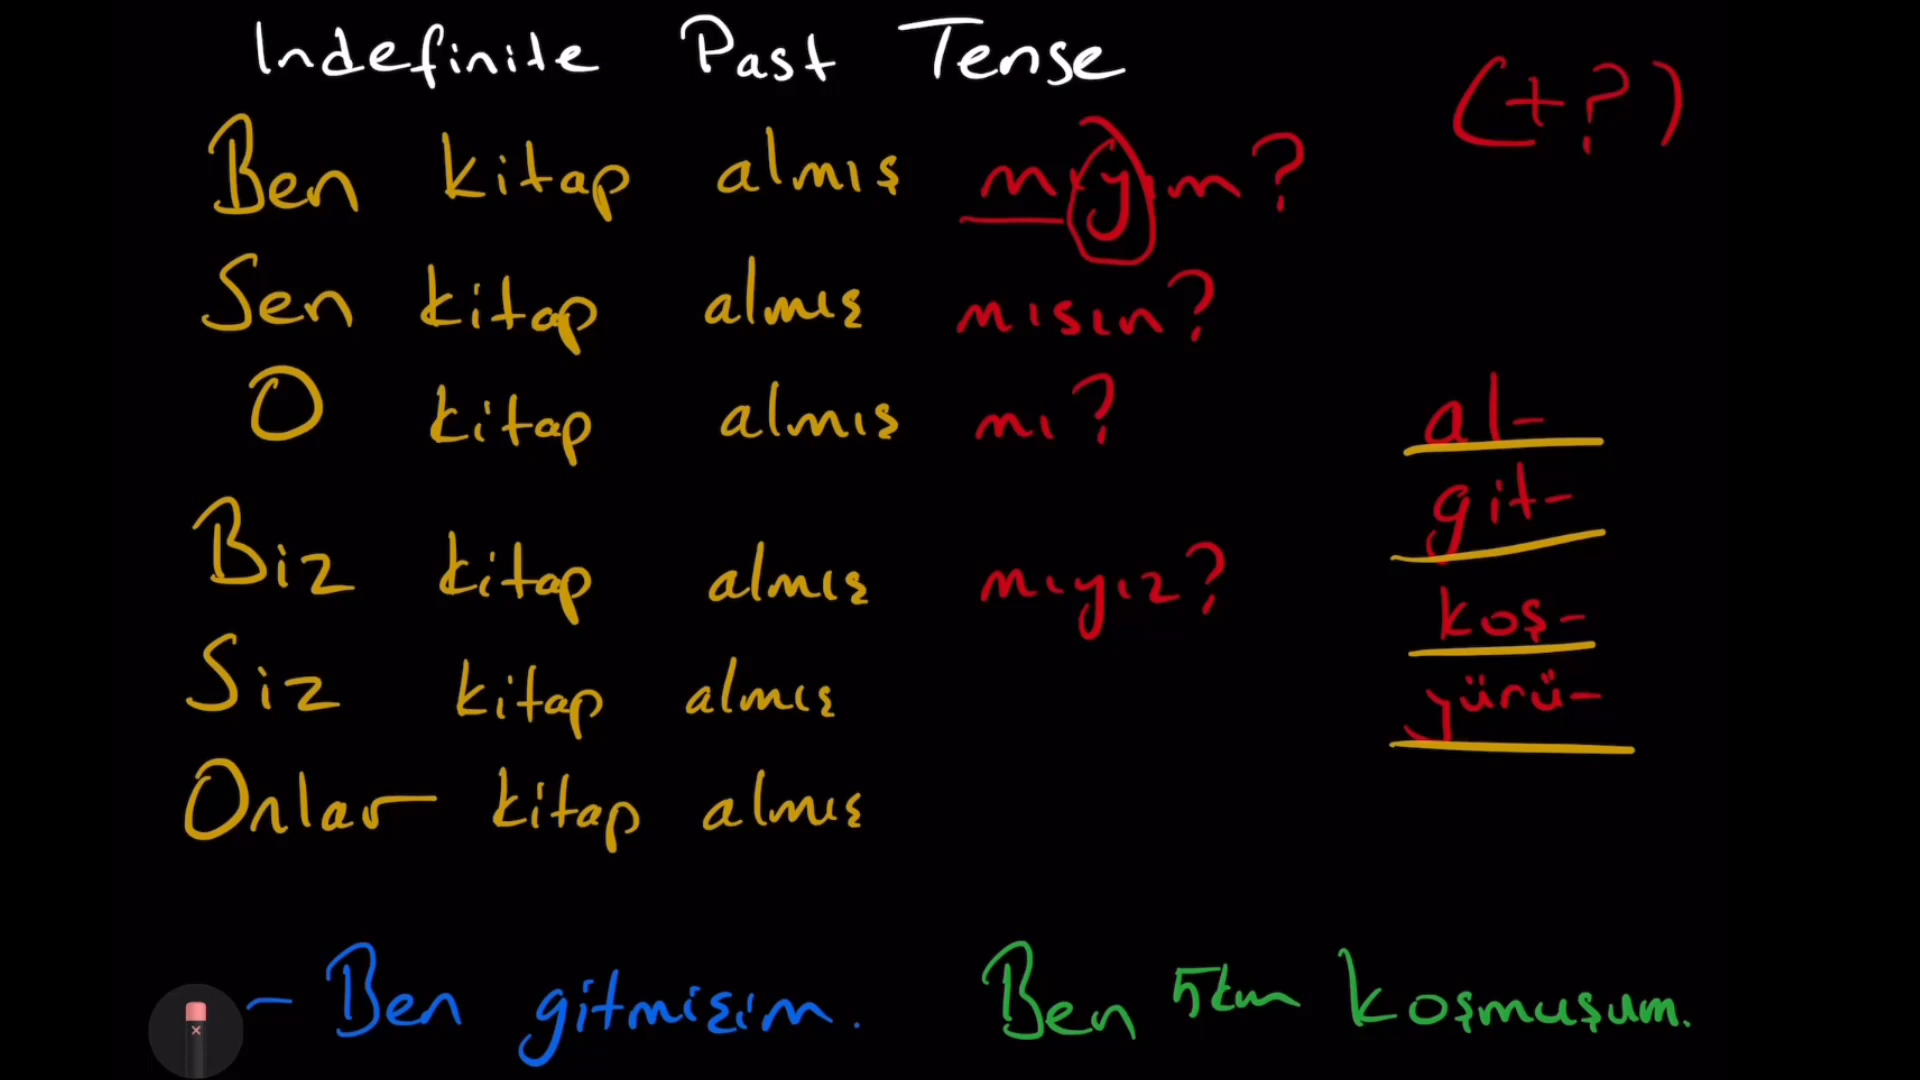 Indefinite Past Tense
(+?)
Ben kitap almış mıyım?
Sen kitap almış mısın?
O kitap almış mı?
al-
git-
Biz kitap almış mıyız?
koş-
Siz kitap almış
yürü-
Onlar kitap almış
- Ben gitmişim.
Ben 5km koşmuşum.